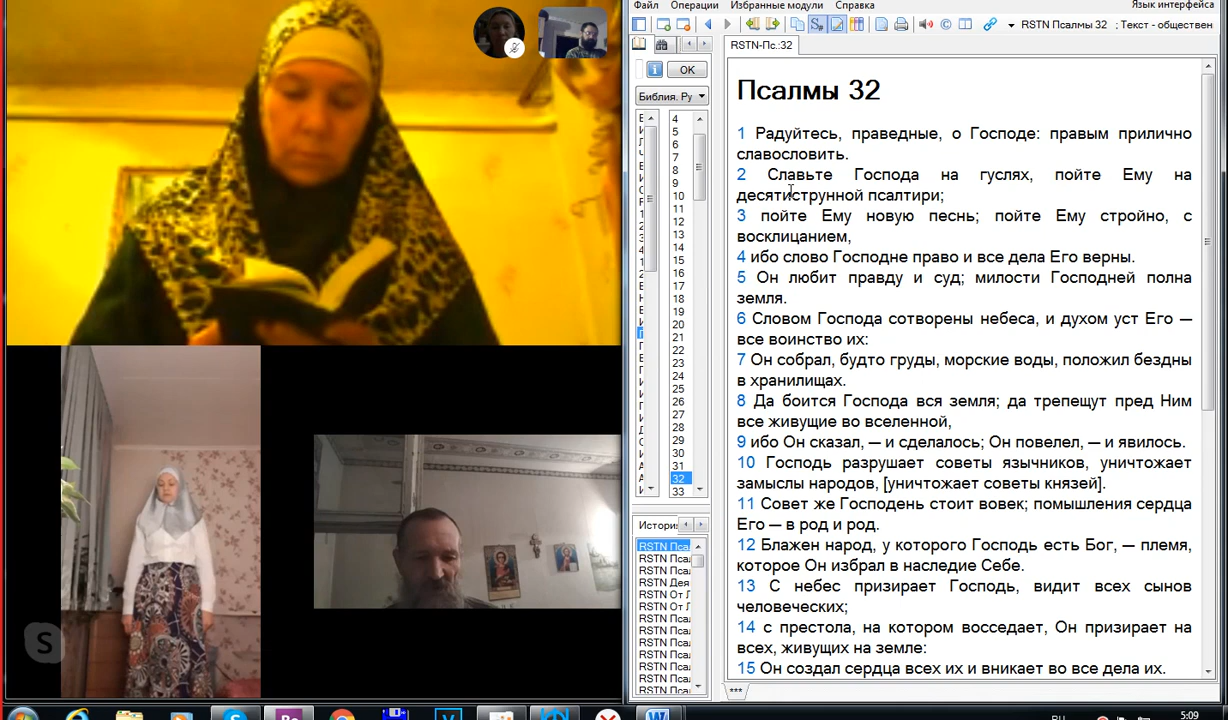 Файл Операции Избранные модули Справка Язык интерфейса
RSTN Псалмы 32 ; Текст - обществен
RSTN-Пс.:32
OK
Библия. Ру
Псалмы 32
1 Радуйтесь, праведные, о Господе: правым прилично
славословить.
2 Славьте Господа на гуслях, пойте Ему на
десятиструнной псалтири;
3 пойте Ему новую песнь; пойте Ему стройно, с
восклицанием,
4 ибо слово Господне право и все дела Его верны.
5 Он любит правду и суд; милости Господней полна
земля.
6 Словом Господа сотворены небеса, и духом уст Его —
все воинство их:
7 Он собрал, будто груды, морские воды, положил бездны
в хранилищах.
8 Да боится Господа вся земля; да трепещут пред Ним
все живущие во вселенной,
9 ибо Он сказал, — и сделалось; Он повелел, — и явилось.
10 Господь разрушает советы язычников, уничтожает
замыслы народов, [уничтожает советы князей].
11 Совет же Господень стоит вовек; помышления сердца
Его — в род и род.
12 Блажен народ, у которого Господь есть Бог, — племя,
которое Он избрал в наследие Себе.
13 С небес призирает Господь, видит всех сынов
человеческих;
14 с престола, на котором восседает, Он призирает на
всех, живущих на земле:
15 Он создал сердца всех их и вникает во все дела их.
4
5
6
7
8
9
10
11
12
13
14
15
16
17
18
19
20
21
22
23
24
25
26
27
28
29
30
31
32
33
Истори
RSTN Пса
RSTN Пса
RSTN Пса
RSTN Дея
RSTN От Л
RSTN От Л
RSTN Пса
RSTN Пса
RSTN Пса
RSTN Пса
RSTN Пса
RSTN Пса
RSTN Пса
***
S
RU
5:09